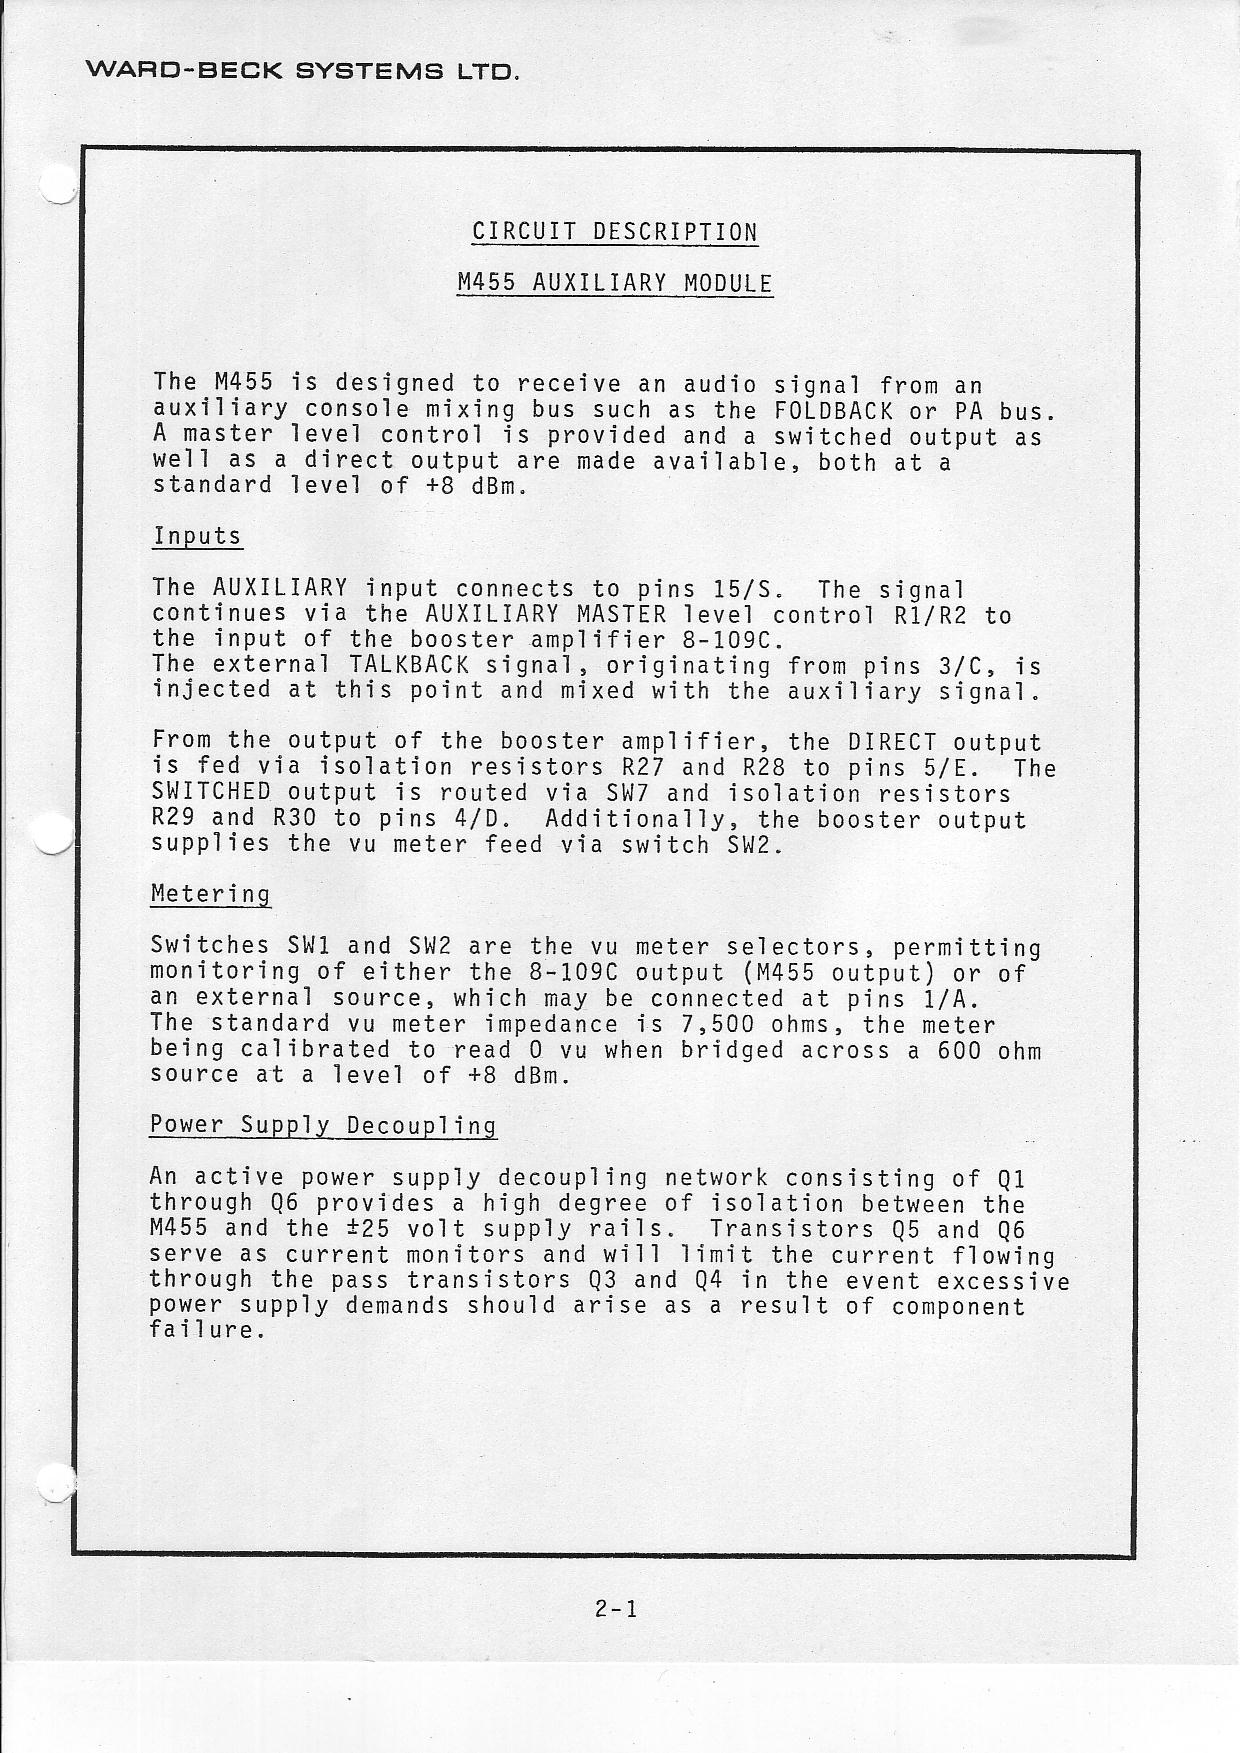 WARD-BECK SYSTEMS LTD.
CIRCUIT DESCRIPTION
M455 AUXILIARY MODULE
The M455 is designed to receive an audio signal from an
auxiliary console mixing bus such as the FOLDBACK or PA bus.
A master level control is provided and a switched output as
well as a direct output are made available, both at a
standard level of +8 dBm.
Inputs
The AUXILIARY input connects to pins 15/S. The signal
continues via the AUXILIARY MASTER level control R1/R2 to
the input of the booster amplifier 8-109C.
The external TALKBACK signal, originating from pins 3/C, is
injected at this point and mixed with the auxiliary signal.
From the output of the booster amplifier, the DIRECT output
is fed via isolation resistors R27 and R28 to pins 5/E. The
SWITCHED output is routed via SW7 and isolation resistors
R29 and R30 to pins 4/D. Additionally, the booster output
supplies the vu meter feed via switch SW2.
Metering
Switches SW1 and SW2 are the vu meter selectors, permitting
monitoring of either the 8-109C output (M455 output) or of
an external source, which may be connected at pins 1/A.
The standard vu meter impedance is 7,500 ohms, the meter
being calibrated to read 0 vu when bridged across a 600 ohm
source at a level of +8 dBm.
Power Supply Decoupling
An active power supply decoupling network consisting of Q1
through Q6 provides a high degree of isolation between the
M455 and the ±25 volt supply rails. Transistors Q5 and Q6
serve as current monitors and will limit the current flowing
through the pass transistors Q3 and Q4 in the event excessive
power supply demands should arise as a result of component
failure.
2-1